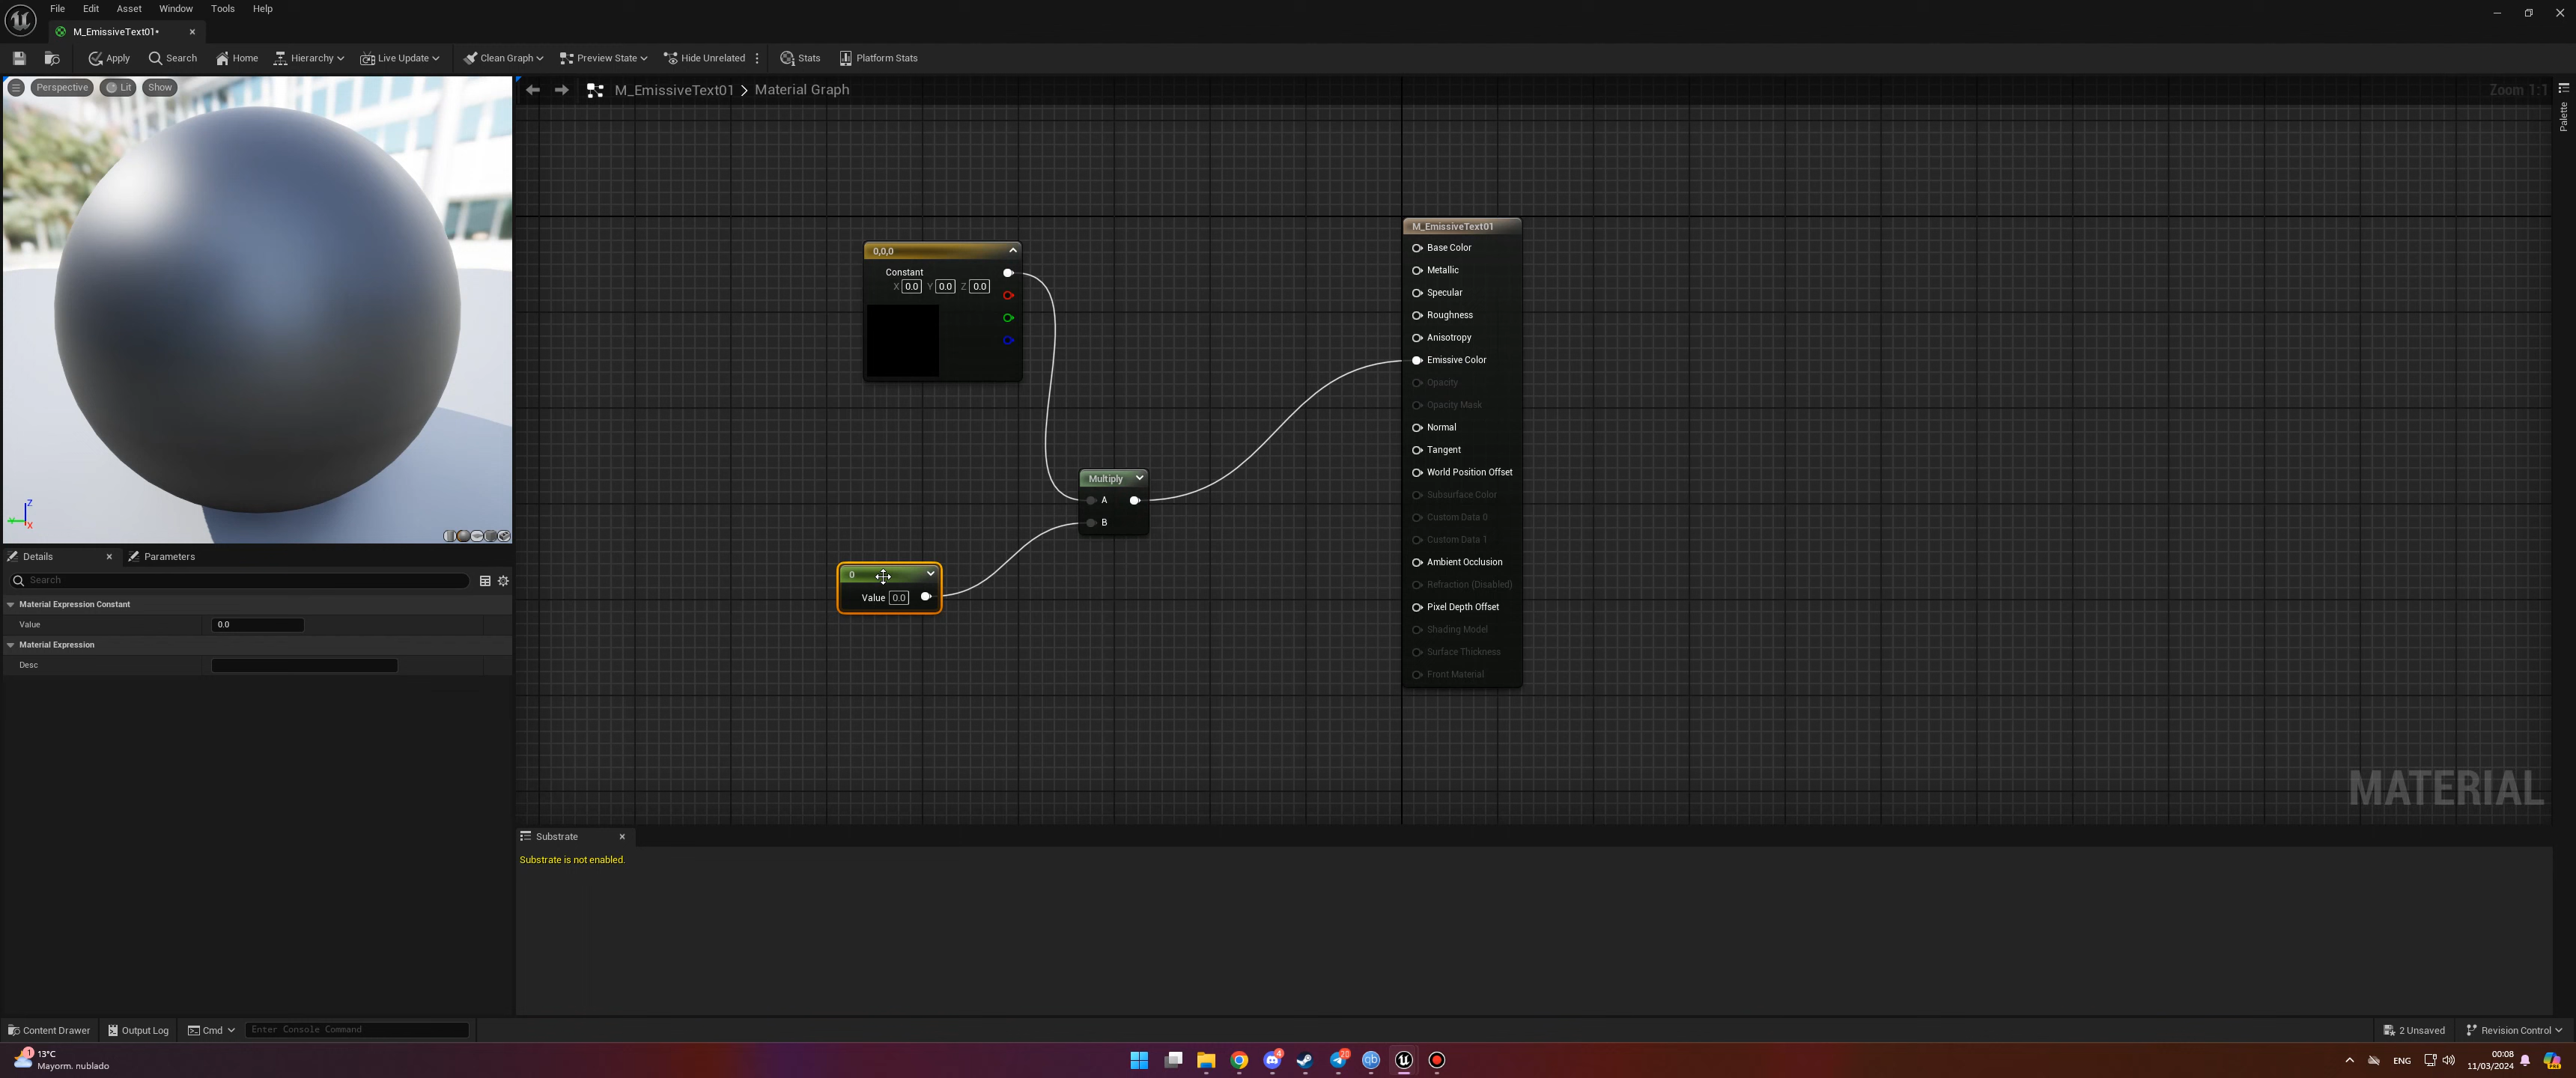 File Edit Asset Window Tools Help
M_EmissiveText01•
Apply Search Home Hierarchy Live Update Clean Graph Preview State Hide Unrelated Stats Platform Stats
Perspective Lit Show
M_EmissiveText01 > Material Graph
Zoom 1:1
Palette
0,0,0
Constant
X 0.0 Y 0.0 Z 0.0
Multiply
A
B
0
Value 0.0
M_EmissiveText01
Base Color
Metallic
Specular
Roughness
Anisotropy
Emissive Color
Opacity
Opacity Mask
Normal
Tangent
World Position Offset
Subsurface Color
Custom Data 0
Custom Data 1
Ambient Occlusion
Refraction (Disabled)
Pixel Depth Offset
Shading Model
Surface Thickness
Front Material
MATERIAL
Z
Y
X
Details Parameters
Search
Material Expression Constant
Value 0.0
Material Expression
Desc
Substrate
Substrate is not enabled.
Content Drawer Output Log Cmd Enter Console Command
2 Unsaved Revision Control
1
13°C
Mayorm. nublado
4
20
qb
ENG
00:08
11/03/2024
PRE